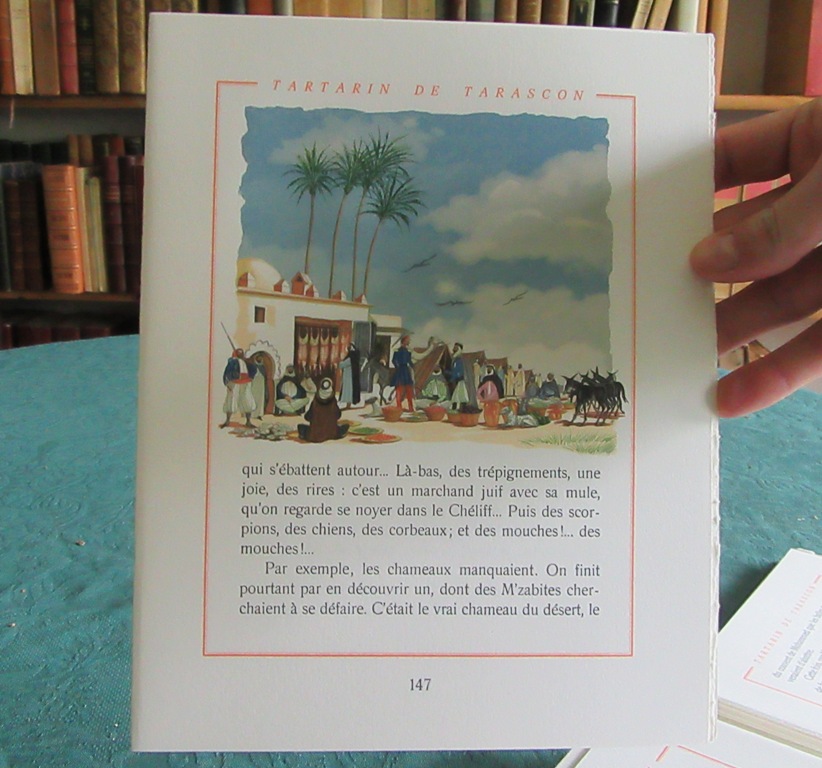 TARTARIN DE TARASCON
qui s'ébattent autour... Là-bas, des trépignements, une
joie, des rires : c'est un marchand juif avec sa mule,
qu'on regarde se noyer dans le Chéliff... Puis des scor-
pions, des chiens, des corbeaux ; et des mouches !... des
mouches !...
Par exemple, les chameaux manquaient. On finit
pourtant par en découvrir un, dont des M'zabites cher-
chaient à se défaire. C'était le vrai chameau du désert, le
147
TARTARIN DE TARASCON